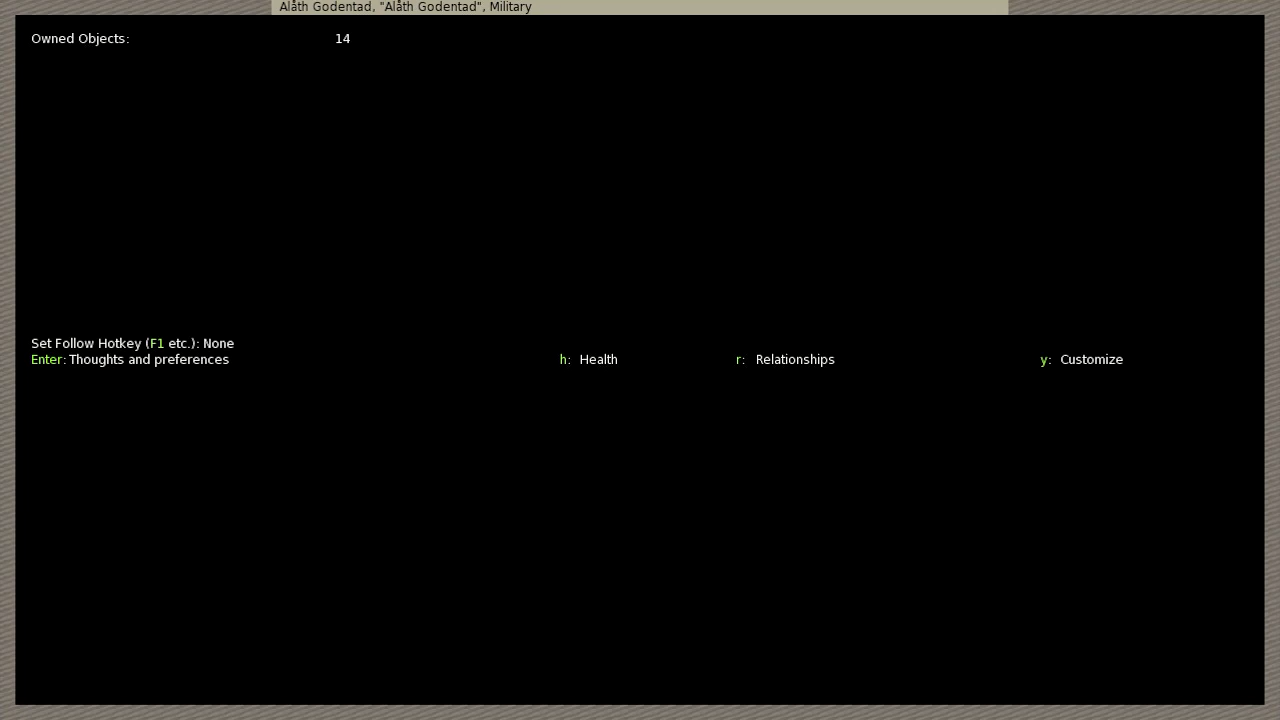 Alåth Godentad, "Alåth Godentad", Military
Owned Objects: 14
Set Follow Hotkey (F1 etc.): None
Enter: Thoughts and preferences h: Health r: Relationships y: Customize